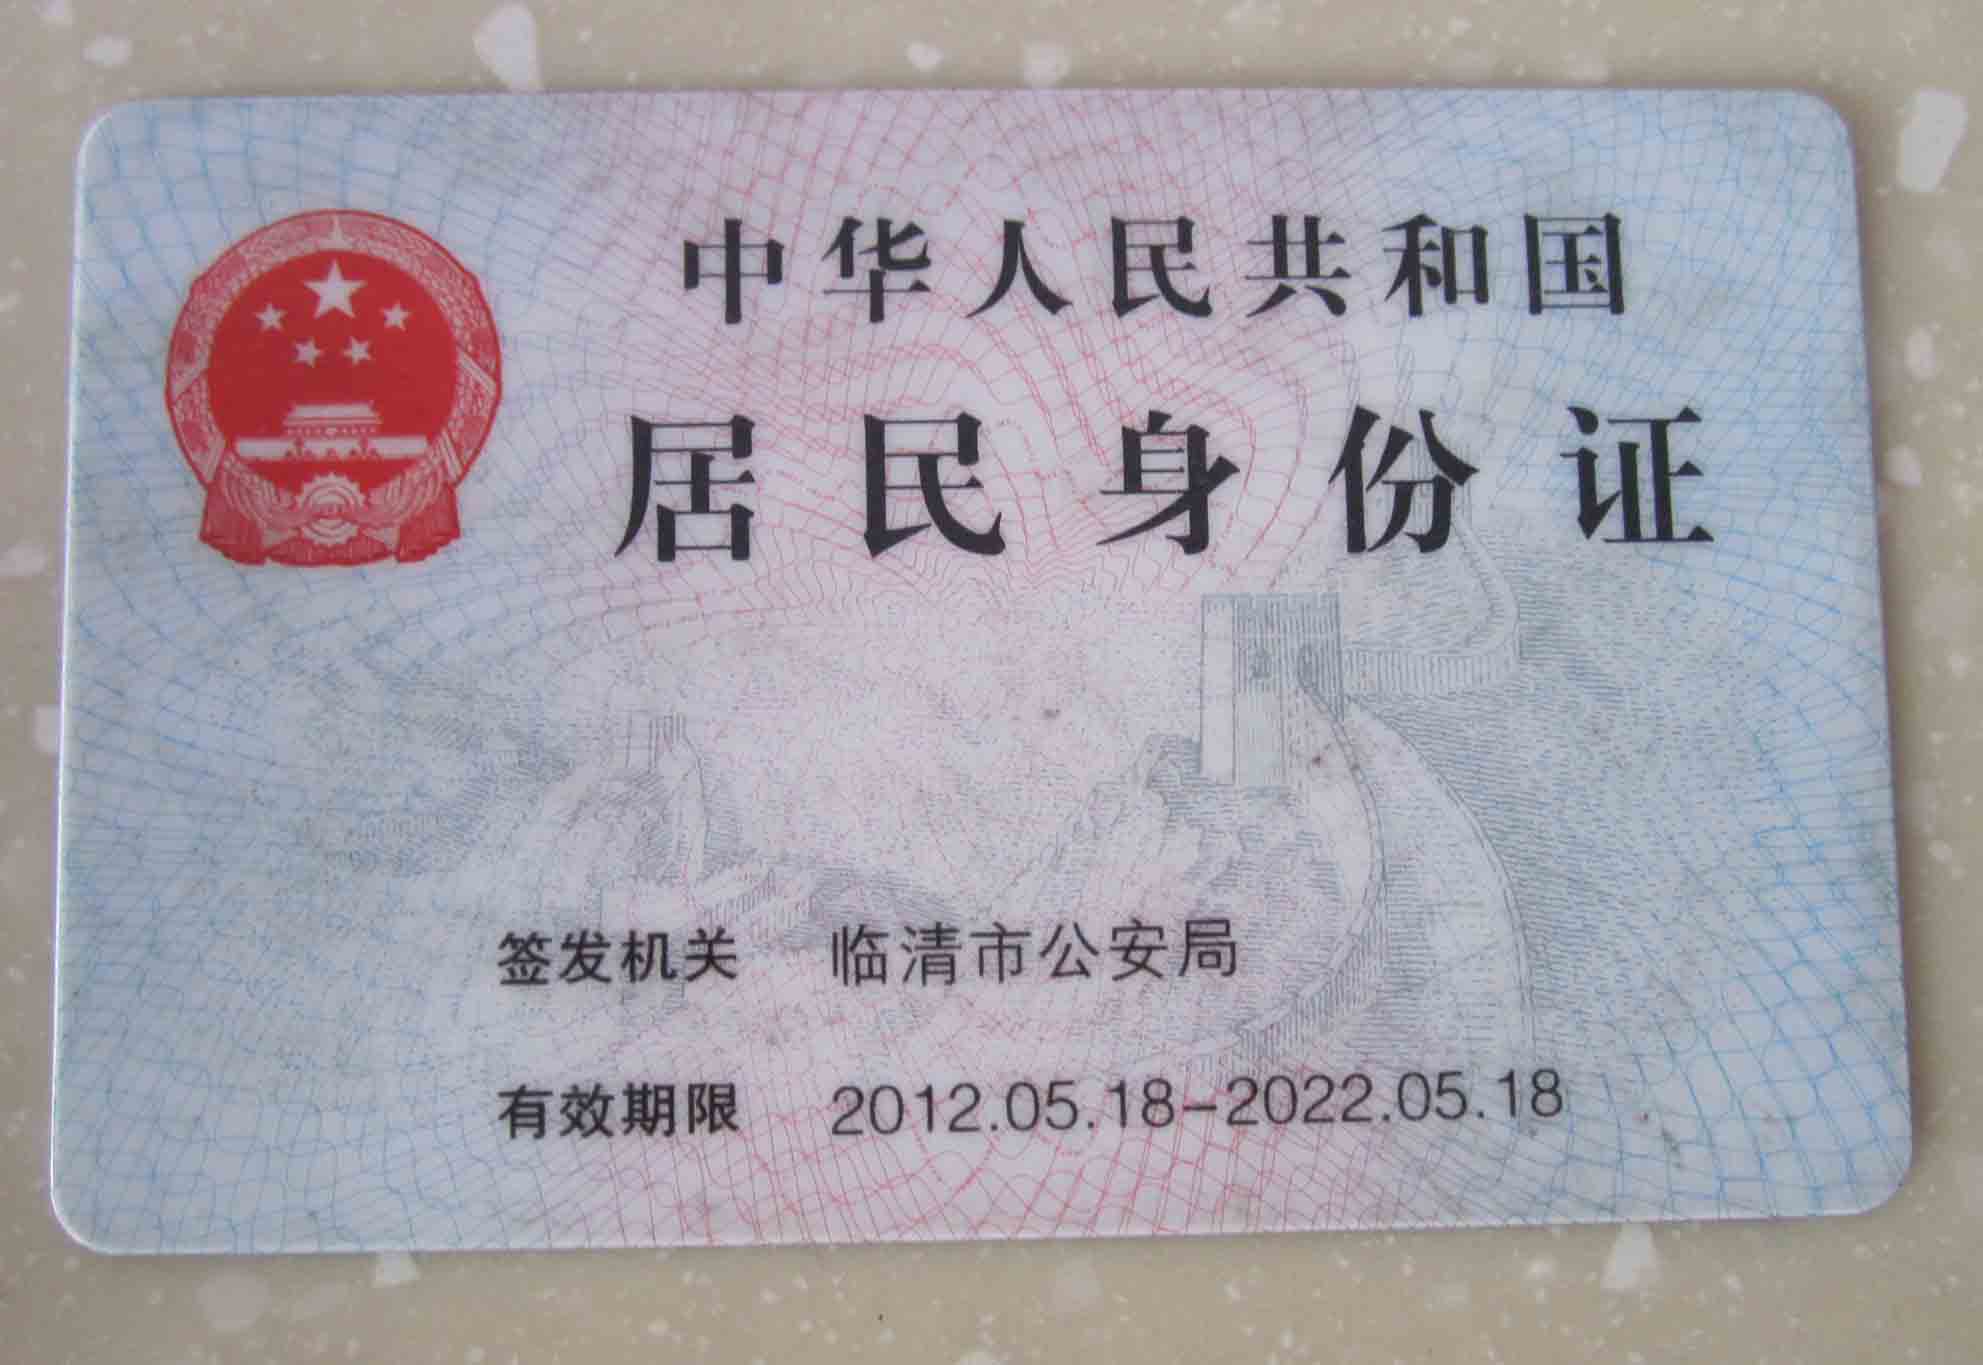 中华人民共和国
居民身份证
签发机关 临清市公安局
有效期限 2012.05.18-2022.05.18